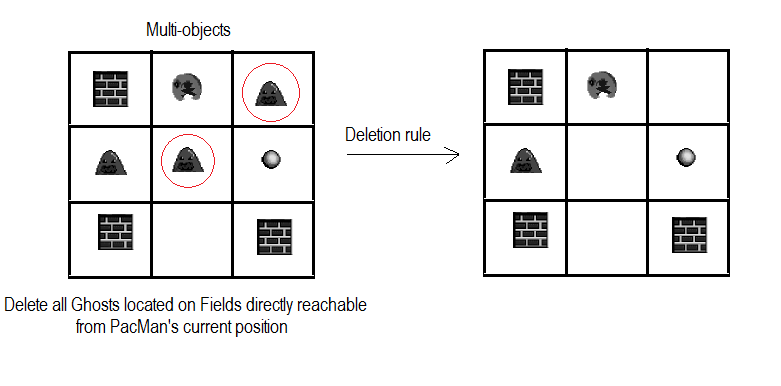 Multi-objects
Deletion rule
Delete all Ghosts located on Fields directly reachable
from PacMan's current position